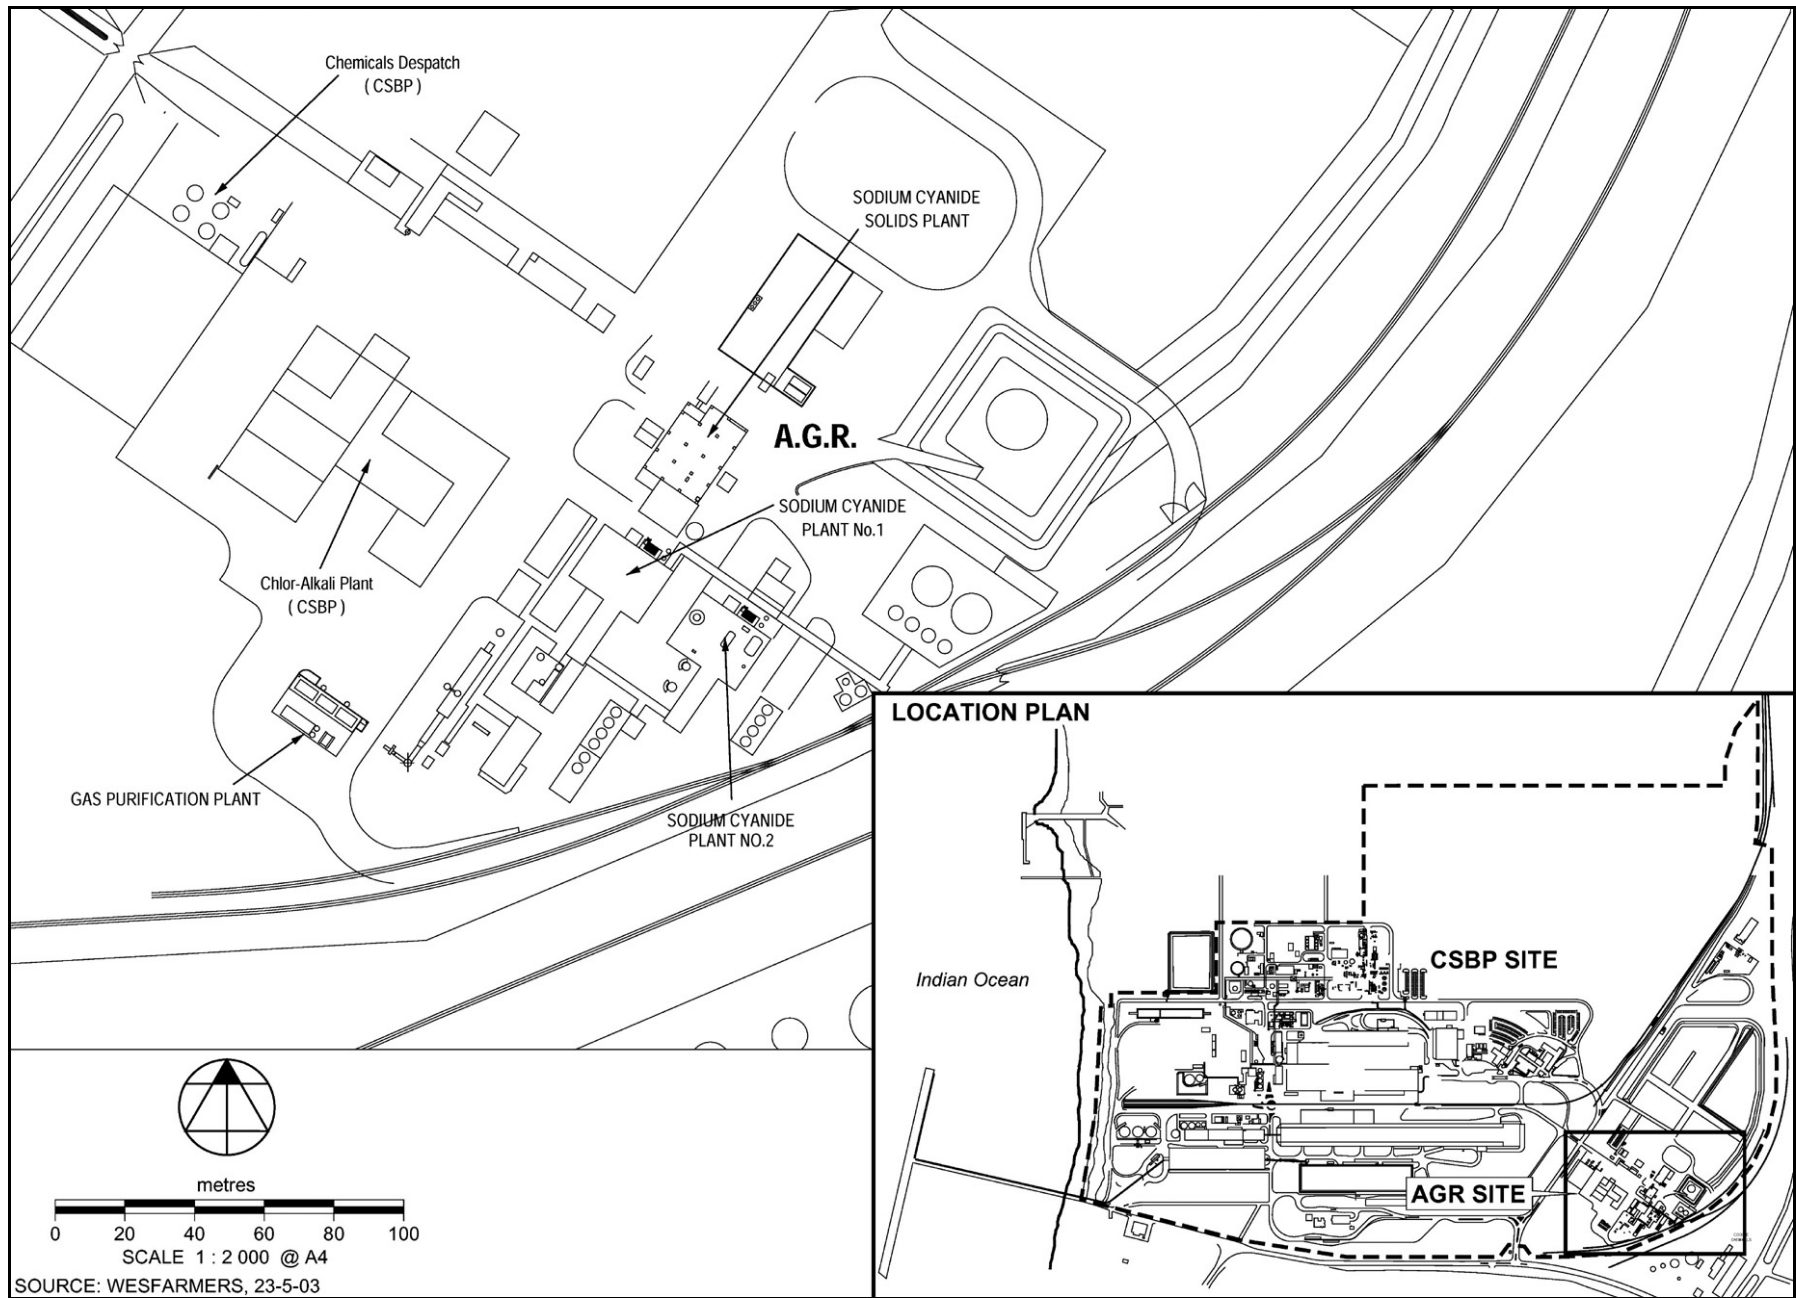 Chemicals Despatch
( CSBP )
SODIUM CYANIDE
SOLIDS PLANT
A.G.R.
SODIUM CYANIDE
PLANT No.1
Chlor-Alkali Plant
( CSBP )
GAS PURIFICATION PLANT
SODIUM CYANIDE
PLANT NO.2
LOCATION PLAN
CSBP SITE
Indian Ocean
AGR SITE
metres
0 20 40 60 80 100
SCALE 1 : 2 000 @ A4
SOURCE: WESFARMERS, 23-5-03